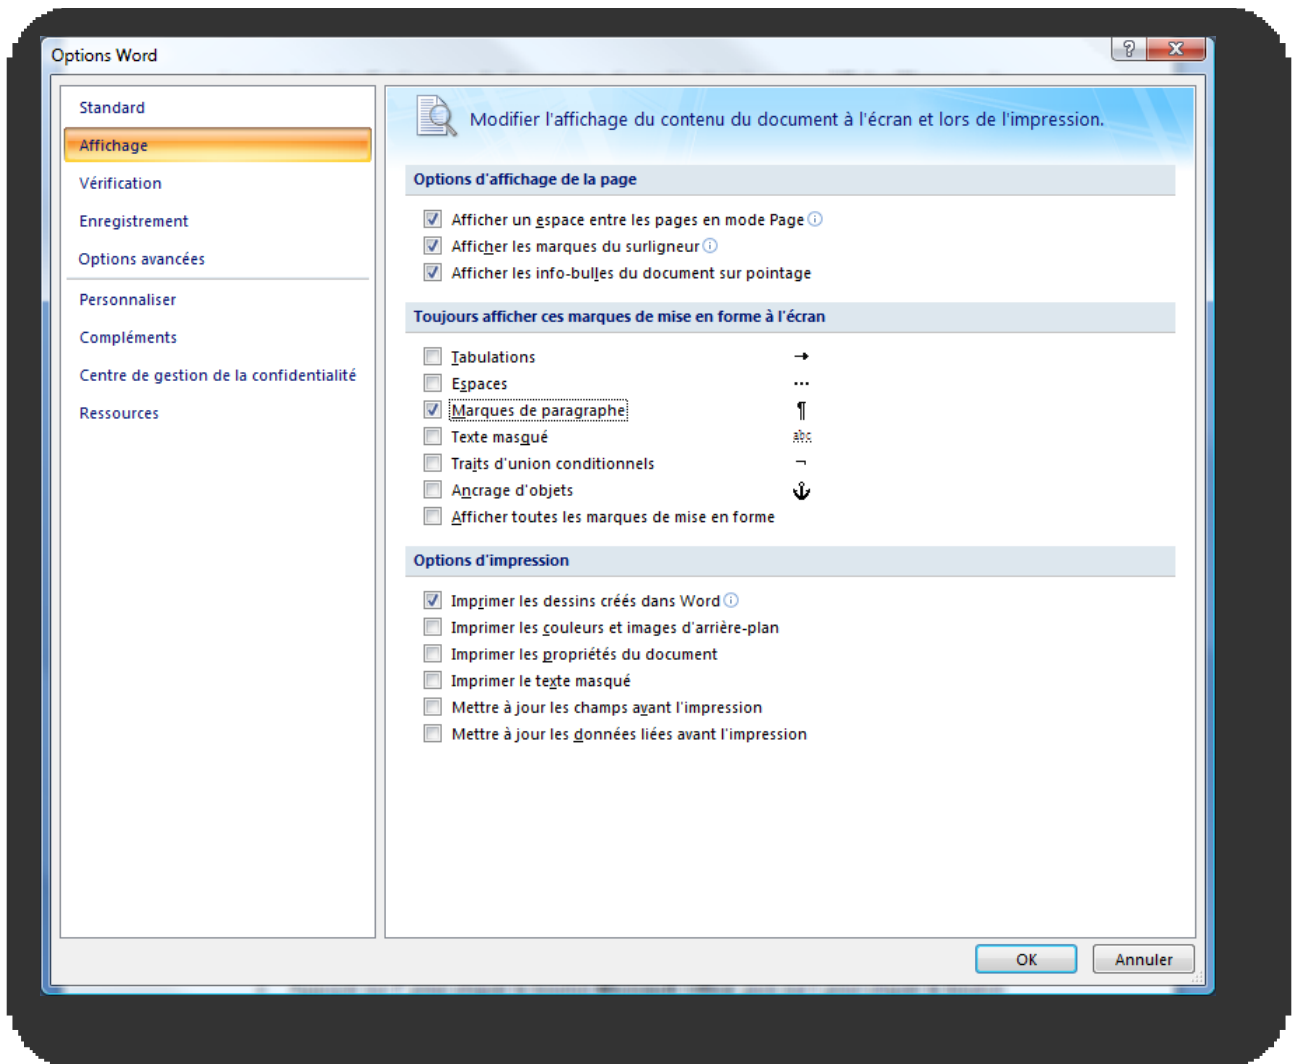 Options Word
?
Standard
Affichage
Vérification
Enregistrement
Options avancées
Personnaliser
Compléments
Centre de gestion de la confidentialité
Ressources
Modifier l'affichage du contenu du document à l'écran et lors de l'impression.
Options d'affichage de la page
Afficher un espace entre les pages en mode Page
Afficher les marques du surligneur
Afficher les info-bulles du document sur pointage
Toujours afficher ces marques de mise en forme à l'écran
Tabulations →
Espaces ...
Marques de paragraphe ¶
Texte masqué abc
Traits d'union conditionnels ¬
Ancrage d'objets
Afficher toutes les marques de mise en forme
Options d'impression
Imprimer les dessins créés dans Word
Imprimer les couleurs et images d'arrière-plan
Imprimer les propriétés du document
Imprimer le texte masqué
Mettre à jour les champs avant l'impression
Mettre à jour les données liées avant l'impression
OK Annuler